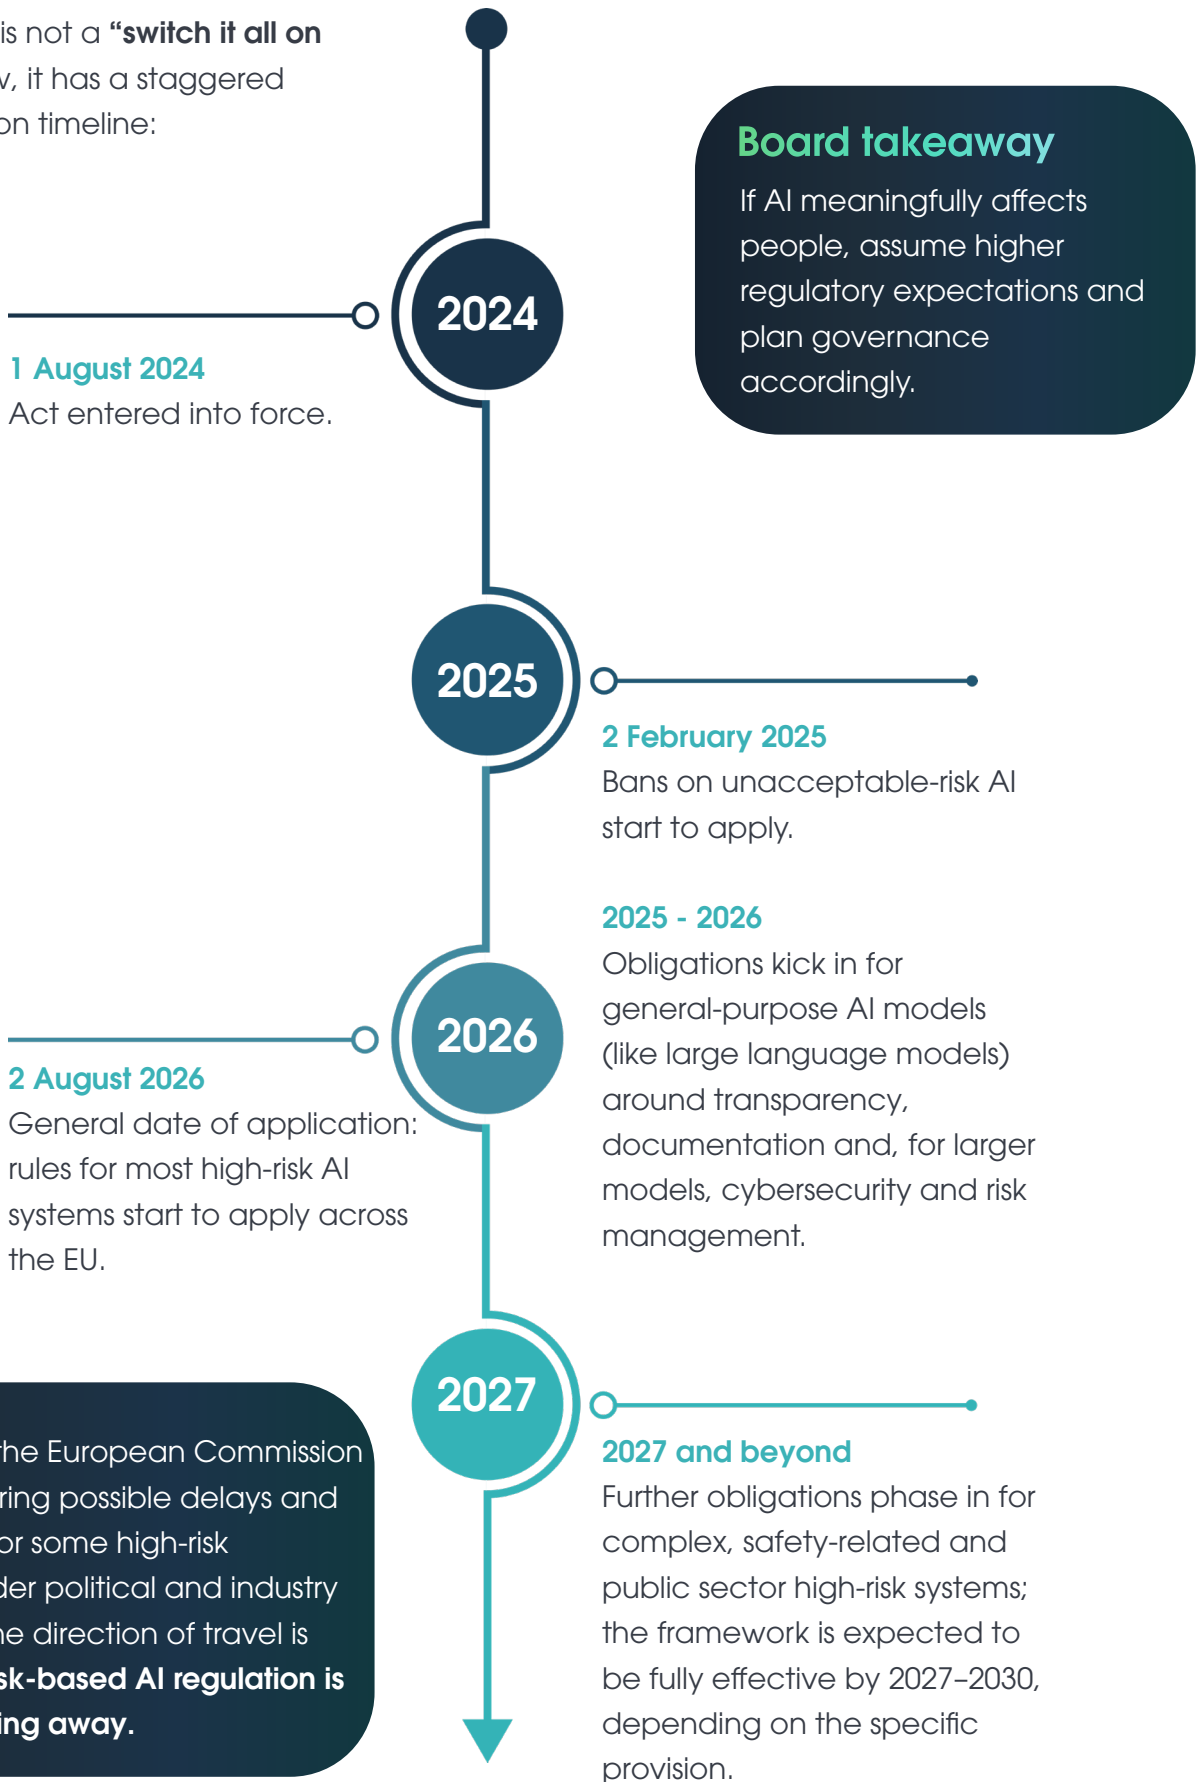 is not a “switch it all on
, it has a staggered
on timeline:
Board takeaway
If AI meaningfully affects
people, assume higher
regulatory expectations and
plan governance
accordingly.
2024
1 August 2024
Act entered into force.
2025
2 February 2025
Bans on unacceptable-risk AI
start to apply.
2025 - 2026
Obligations kick in for
general-purpose AI models
(like large language models)
around transparency,
documentation and, for larger
models, cybersecurity and risk
management.
2026
2 August 2026
General date of application:
rules for most high-risk AI
systems start to apply across
the EU.
2027
2027 and beyond
Further obligations phase in for
complex, safety-related and
public sector high-risk systems;
the framework is expected to
be fully effective by 2027–2030,
depending on the specific
provision.
the European Commission
ring possible delays and
or some high-risk
der political and industry
he direction of travel is
sk-based AI regulation is
ing away.